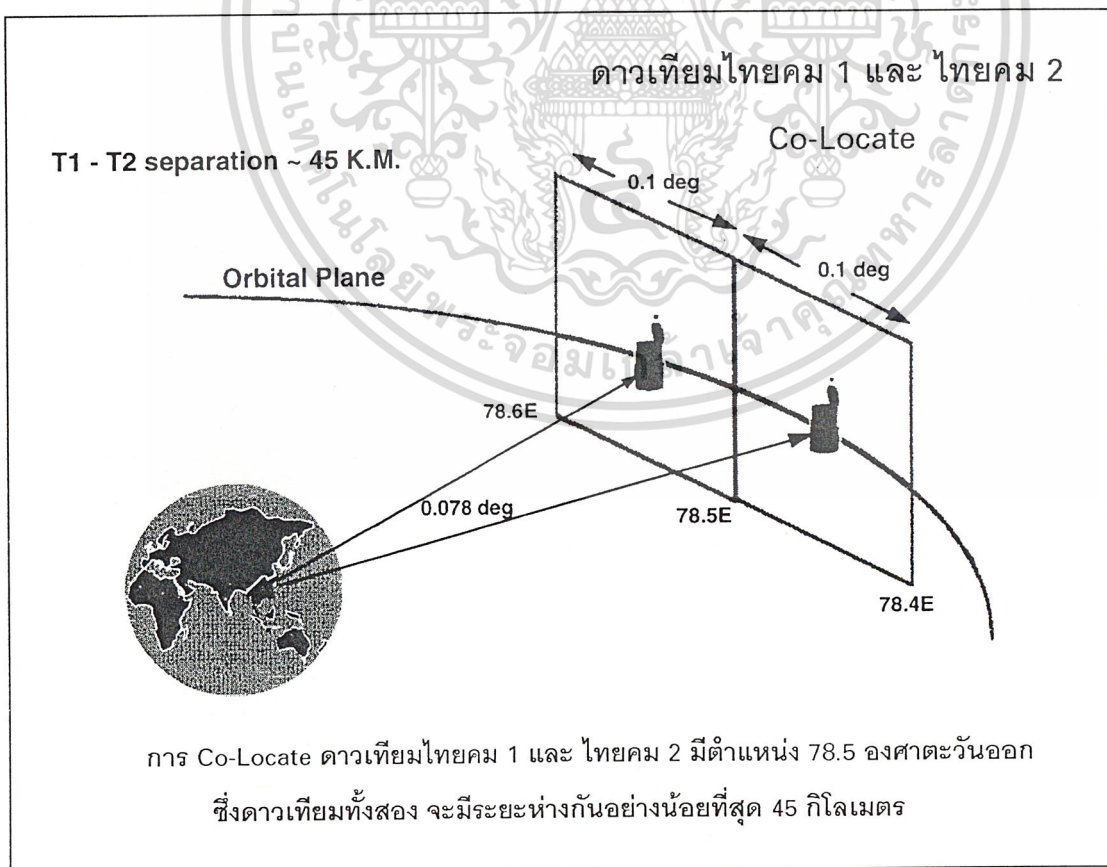 ดาวเทียมไทยคม 1 และ ไทยคม 2
Co-Locate
T1 - T2 separation ~ 45 K.M.
0.1 deg
0.1 deg
Orbital Plane
78.6E
0.078 deg
78.5E
78.4E
การ Co-Locate ดาวเทียมไทยคม 1 และ ไทยคม 2 มีตำแหน่ง 78.5 องศาตะวันออก
ซึ่งดาวเทียมทั้งสอง จะมีระยะห่างกันอย่างน้อยที่สุด 45 กิโลเมตร